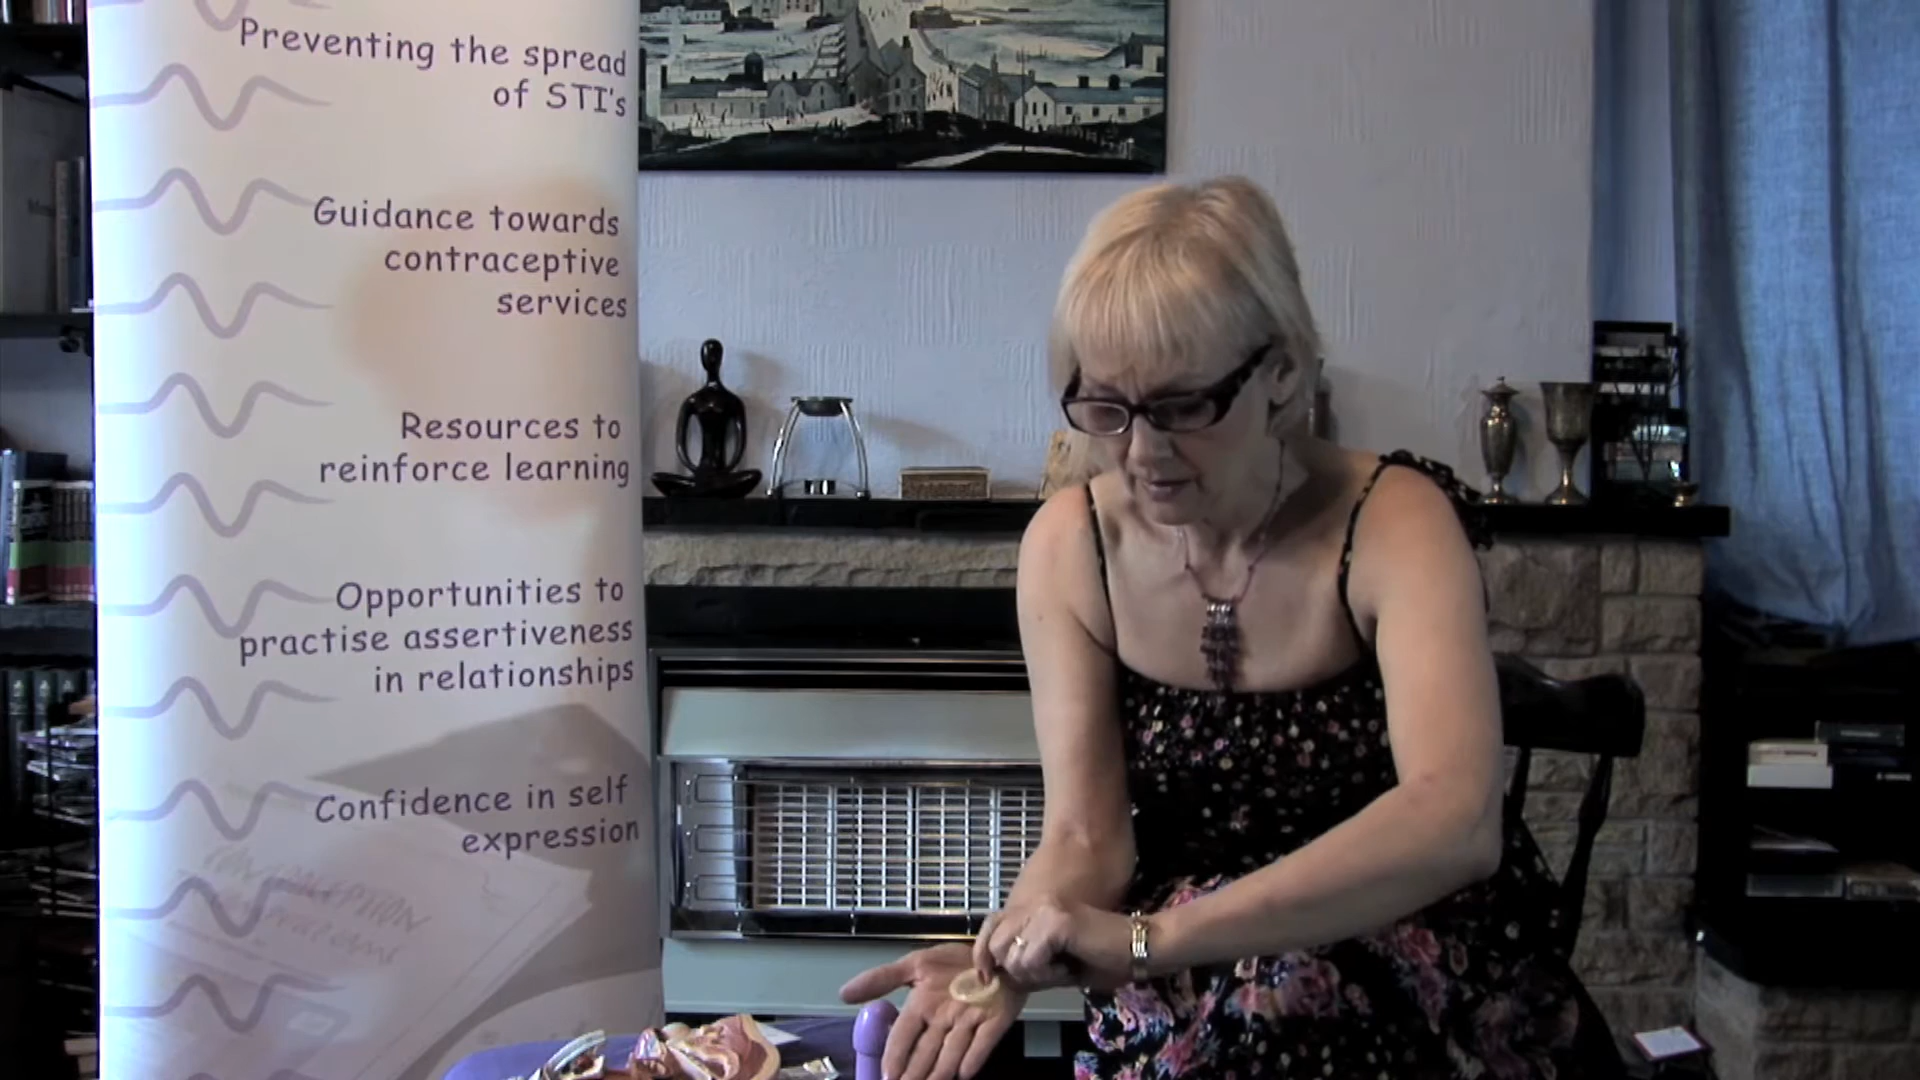 Preventing the spread
of STI's
Guidance towards
contraceptive
services
Resources to
reinforce learning
Opportunities to
practise assertiveness
in relationships
Confidence in self
expression